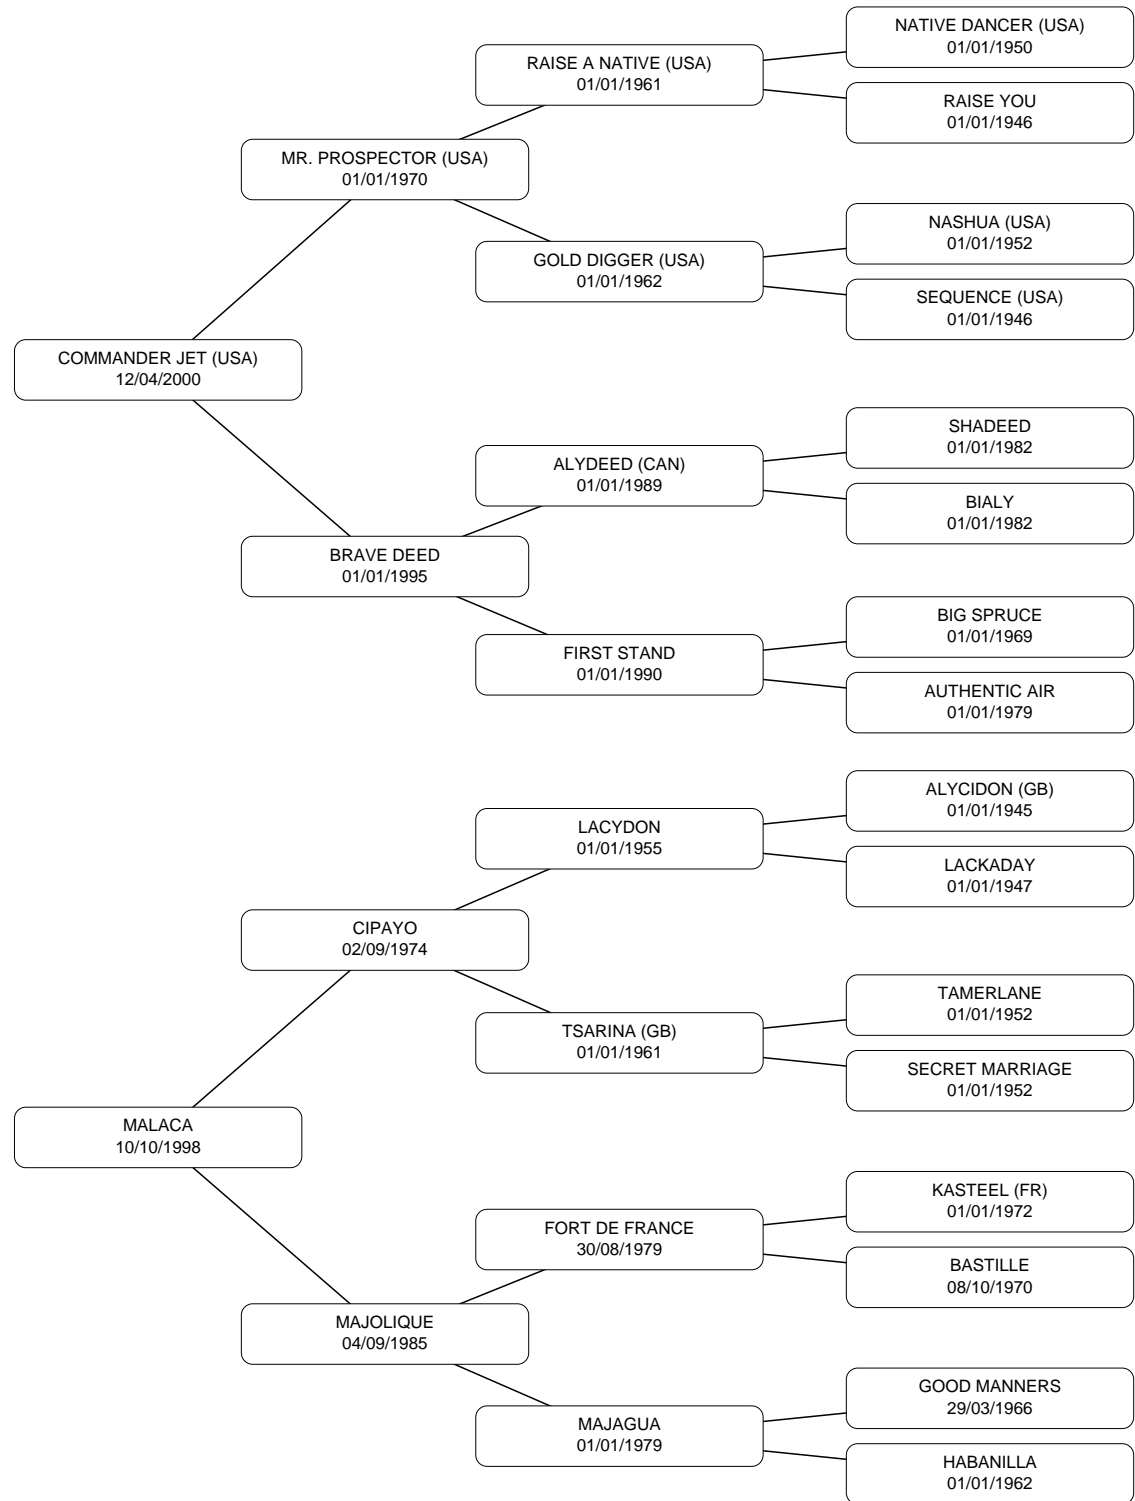 NATIVE DANCER (USA)
01/01/1950
RAISE A NATIVE (USA)
01/01/1961
RAISE YOU
01/01/1946
MR. PROSPECTOR (USA)
01/01/1970
NASHUA (USA)
01/01/1952
GOLD DIGGER (USA)
01/01/1962
SEQUENCE (USA)
01/01/1946
COMMANDER JET (USA)
12/04/2000
SHADEED
01/01/1982
ALYDEED (CAN)
01/01/1989
BIALY
01/01/1982
BRAVE DEED
01/01/1995
BIG SPRUCE
01/01/1969
FIRST STAND
01/01/1990
AUTHENTIC AIR
01/01/1979
ALYCIDON (GB)
01/01/1945
LACYDON
01/01/1955
LACKADAY
01/01/1947
CIPAYO
02/09/1974
TAMERLANE
01/01/1952
TSARINA (GB)
01/01/1961
SECRET MARRIAGE
01/01/1952
MALACA
10/10/1998
KASTEEL (FR)
01/01/1972
FORT DE FRANCE
30/08/1979
BASTILLE
08/10/1970
MAJOLIQUE
04/09/1985
GOOD MANNERS
29/03/1966
MAJAGUA
01/01/1979
HABANILLA
01/01/1962